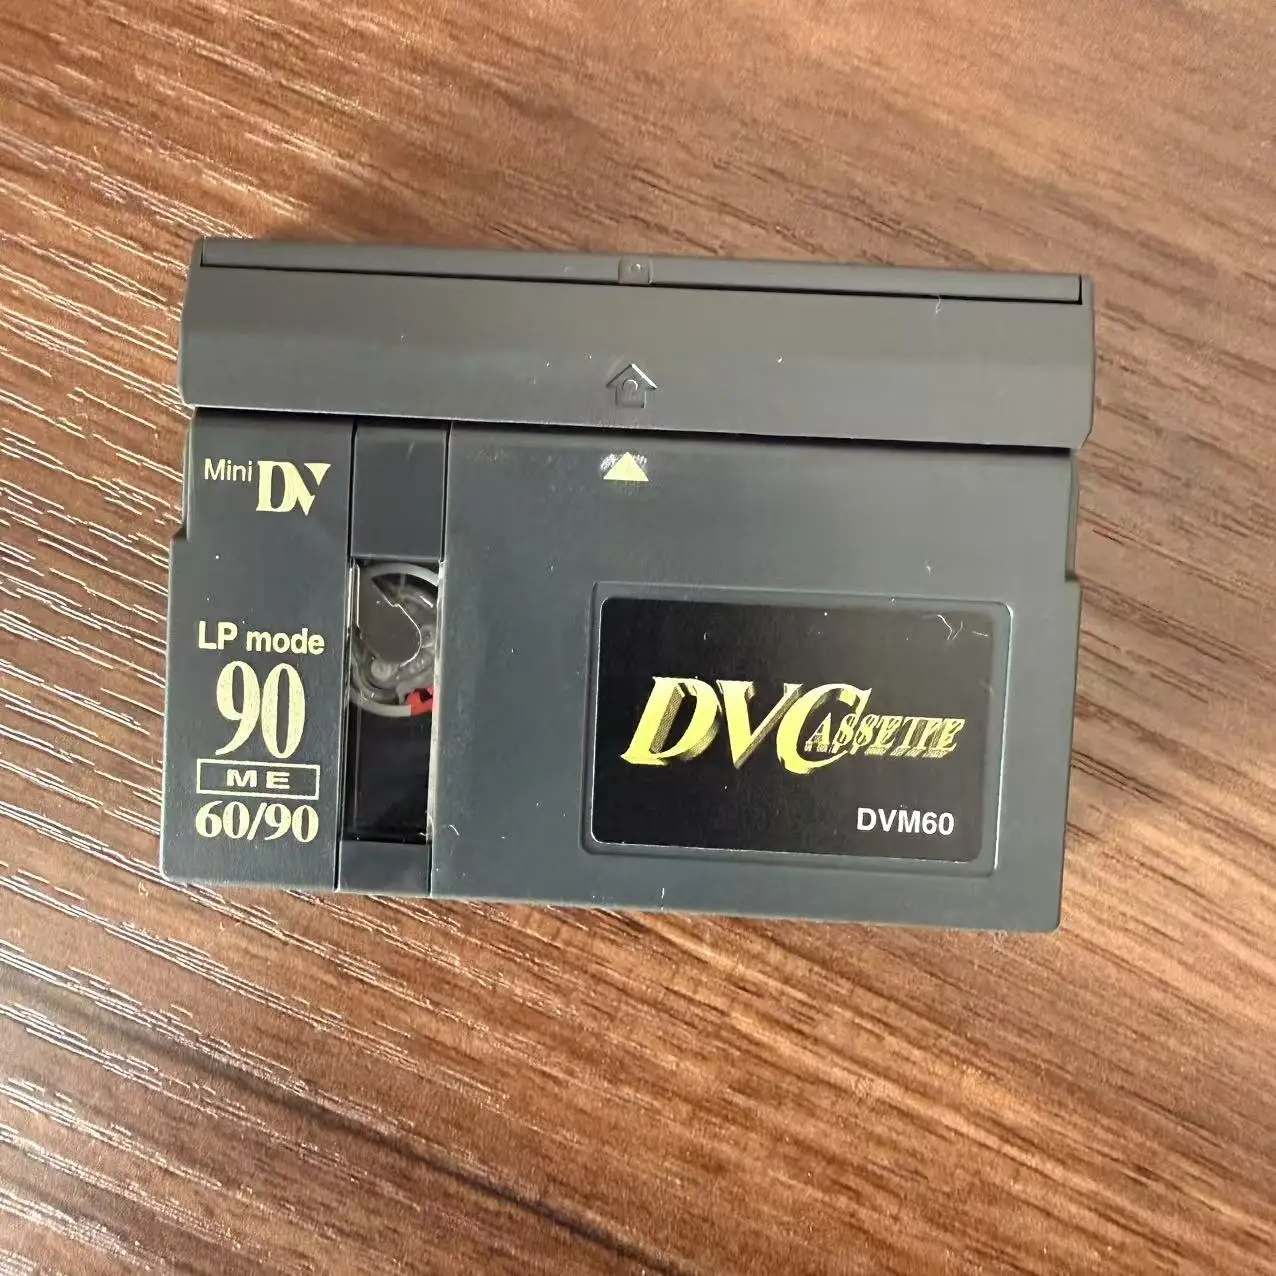 Mini DV
LP mode
90
ME
60/90
DVCASSETTE
DVM60